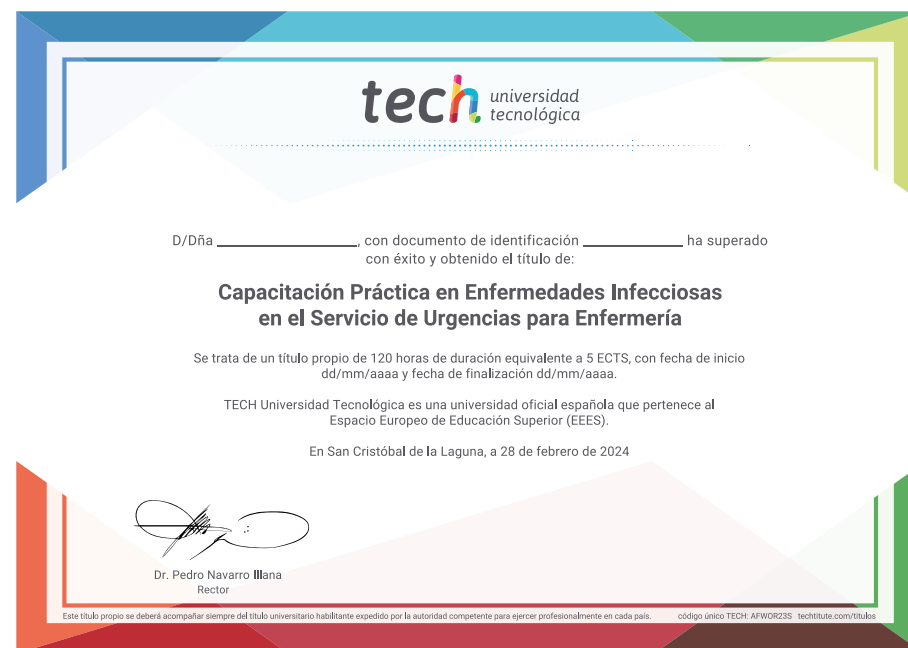 tech universidad
tecnológica
D/Dña ____________________, con documento de identificación ______________ ha superado
con éxito y obtenido el título de:
Capacitación Práctica en Enfermedades Infecciosas
en el Servicio de Urgencias para Enfermería
Se trata de un título propio de 120 horas de duración equivalente a 5 ECTS, con fecha de inicio
dd/mm/aaaa y fecha de finalización dd/mm/aaaa.
TECH Universidad Tecnológica es una universidad oficial española que pertenece al
Espacio Europeo de Educación Superior (EEES).
En San Cristóbal de la Laguna, a 28 de febrero de 2024
Dr. Pedro Navarro Illana
Rector
Este título propio se deberá acompañar siempre del título universitario habilitante expedido por la autoridad competente para ejercer profesionalmente en cada país. código único TECH: AFWOR23S techtitute.com/titulos